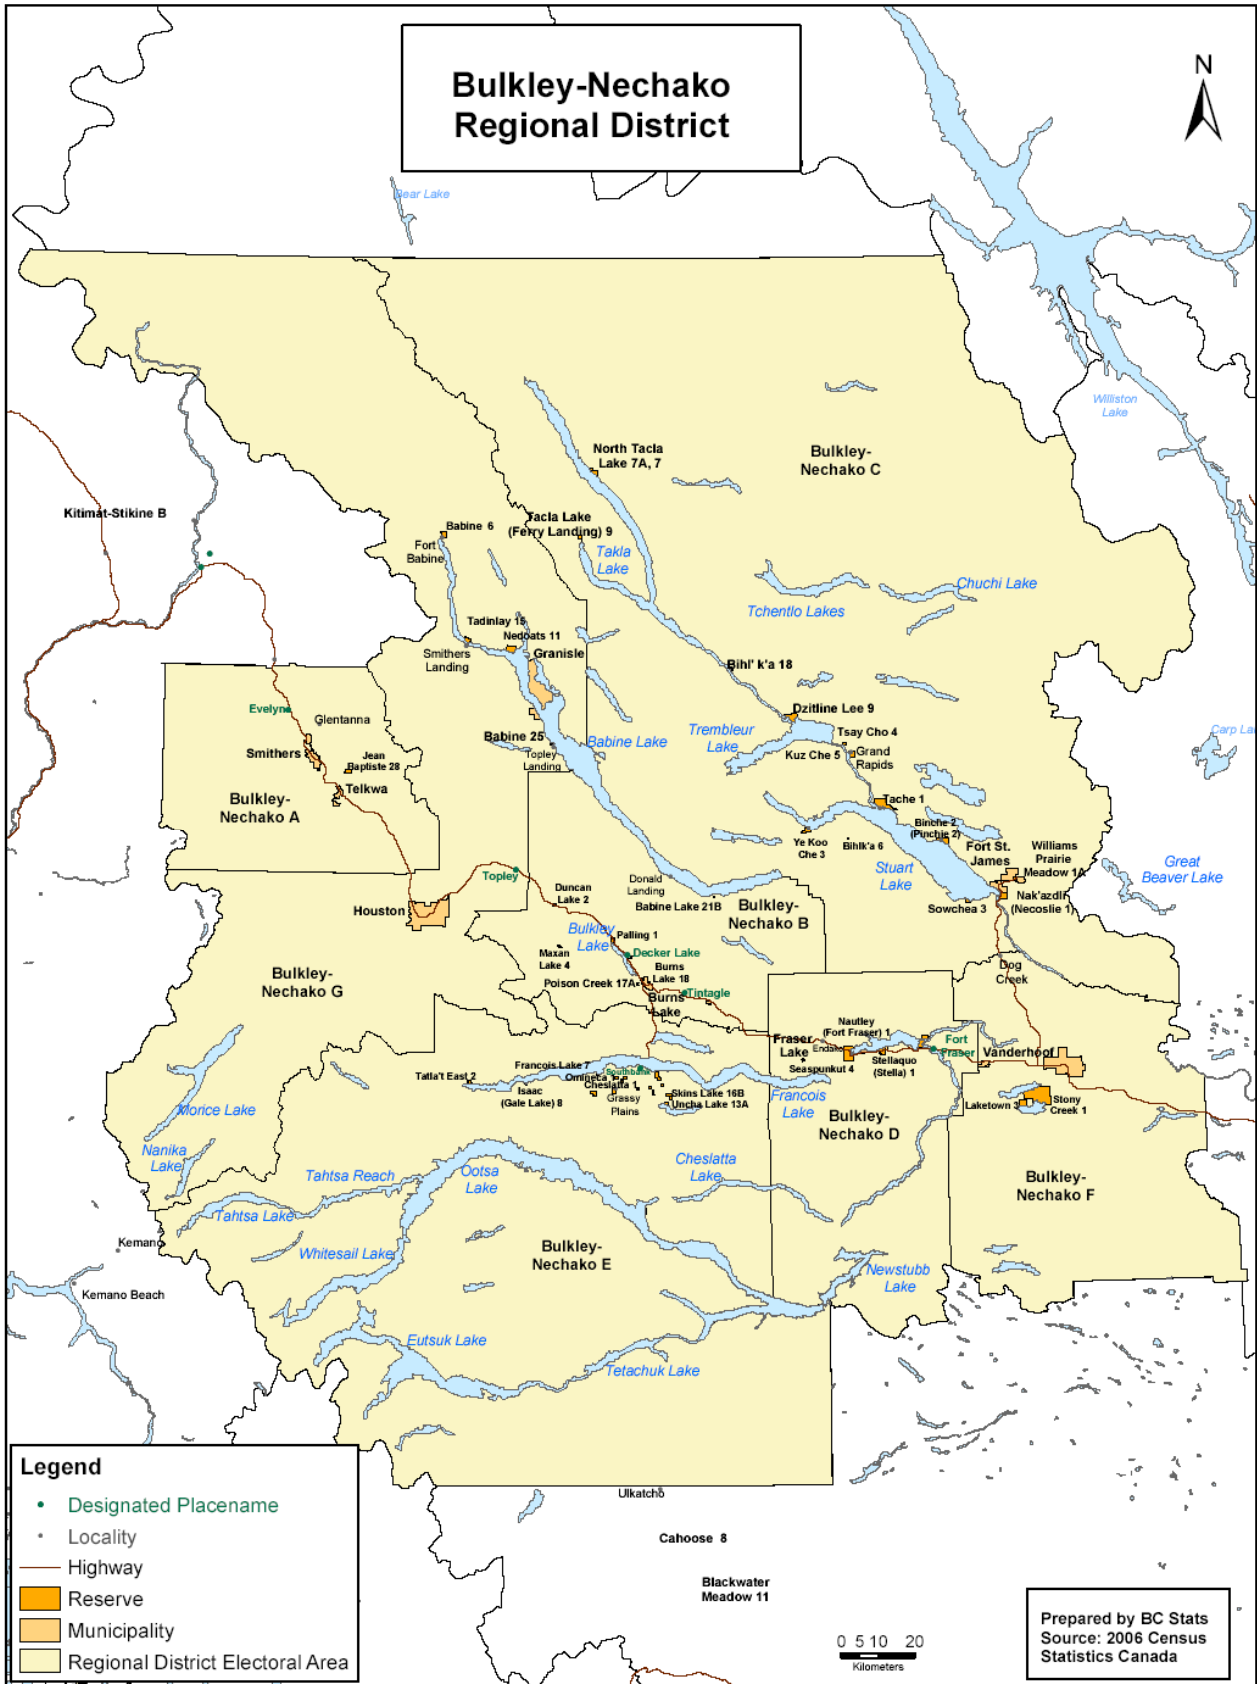 Bulkley-Nechako
Regional District
N
Bear Lake
Williston
Lake
North Tacla
Lake 7A, 7
Bulkley-
Nechako C
Kitimat-Stikine B
Babine 6
Tacla Lake
(Ferry Landing) 9
Fort
Babine
Takla
Lake
Chuchi Lake
Tchentlo Lakes
Tadinlay 15
Nedoats 11
Smithers
Landing
Granisle
Bihl' k'a 18
Evelyn
Glentanna
Dzitline Lee 9
Trembleur
Lake
Tsay Cho 4
Carp La
Smithers
Jean
Baptiste 28
Babine 25
Topley
Landing
Babine Lake
Kuz Che 5
Grand
Rapids
Telkwa
Bulkley-
Nechako A
Tache 1
Binche 2
(Pinchie 2)
Ye Koo
Che 3
Bihlk'a 6
Fort St.
James
Williams
Prairie
Meadow 1A
Stuart
Lake
Great
Beaver Lake
Topley
Donald
Landing
Duncan
Lake 2
Babine Lake 21B
Bulkley-
Nechako B
Nak'azdli
(Necoslie 1)
Sowchea 3
Houston
Bulkley
Lake
Palling 1
Decker Lake
Maxan
Lake 4
Burns
Lake 18
Poison Creek 17A
Dog
Creek
Bulkley-
Nechako G
Burns
Lake
Tintagle
Nautley
(Fort Fraser) 1
Fraser
Lake
Endako
Fort
Fraser
Vanderhoof
Seaspunkut 4
Stellaquo
(Stella) 1
Francois Lake 7
Southbank
Tatla't East 2
Omineca
Cheslatta 1
Isaac
(Gale Lake) 8
Grassy
Plains
Skins Lake 16B
Uncha Lake 13A
Francois
Lake
Laketown 3
Stony
Creek 1
Morice Lake
Bulkley-
Nechako D
Nanika
Lake
Tahtsa Reach
Ootsa
Lake
Cheslatta
Lake
Bulkley-
Nechako F
Tahtsa Lake
Kemano
Whitesail Lake
Bulkley-
Nechako E
Newstubb
Lake
Kemano Beach
Eutsuk Lake
Tetachuk Lake
Legend
Designated Placename
Locality
Highway
Reserve
Municipality
Regional District Electoral Area
Ulkatcho
Cahoose 8
Blackwater
Meadow 11
0 5 10 20
Kilometers
Prepared by BC Stats
Source: 2006 Census
Statistics Canada